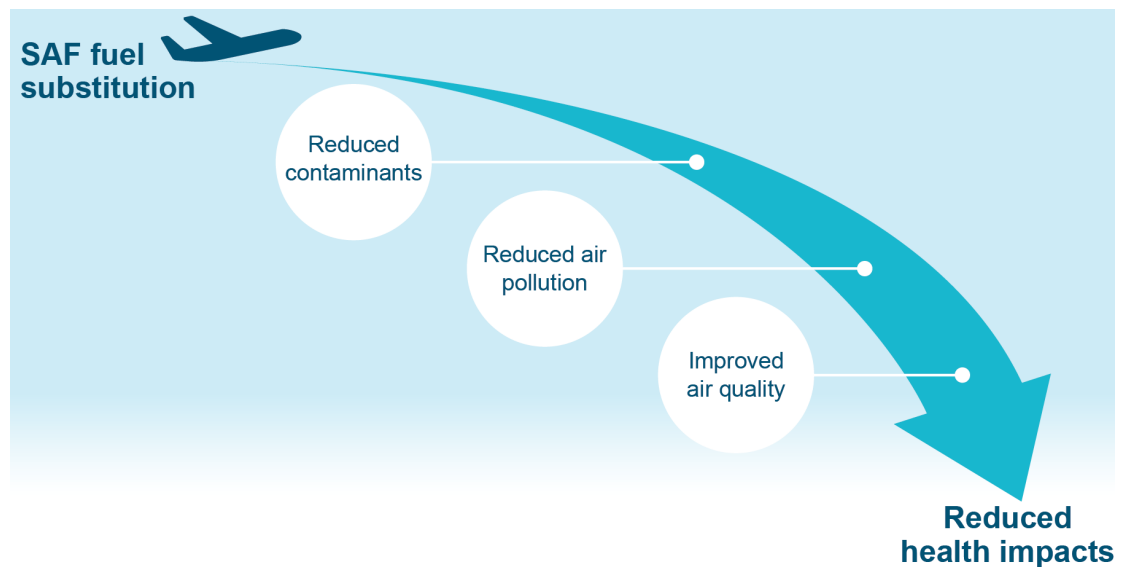 SAF fuel
substitution
Reduced
contaminants
Reduced air
pollution
Improved
air quality
Reduced
health impacts